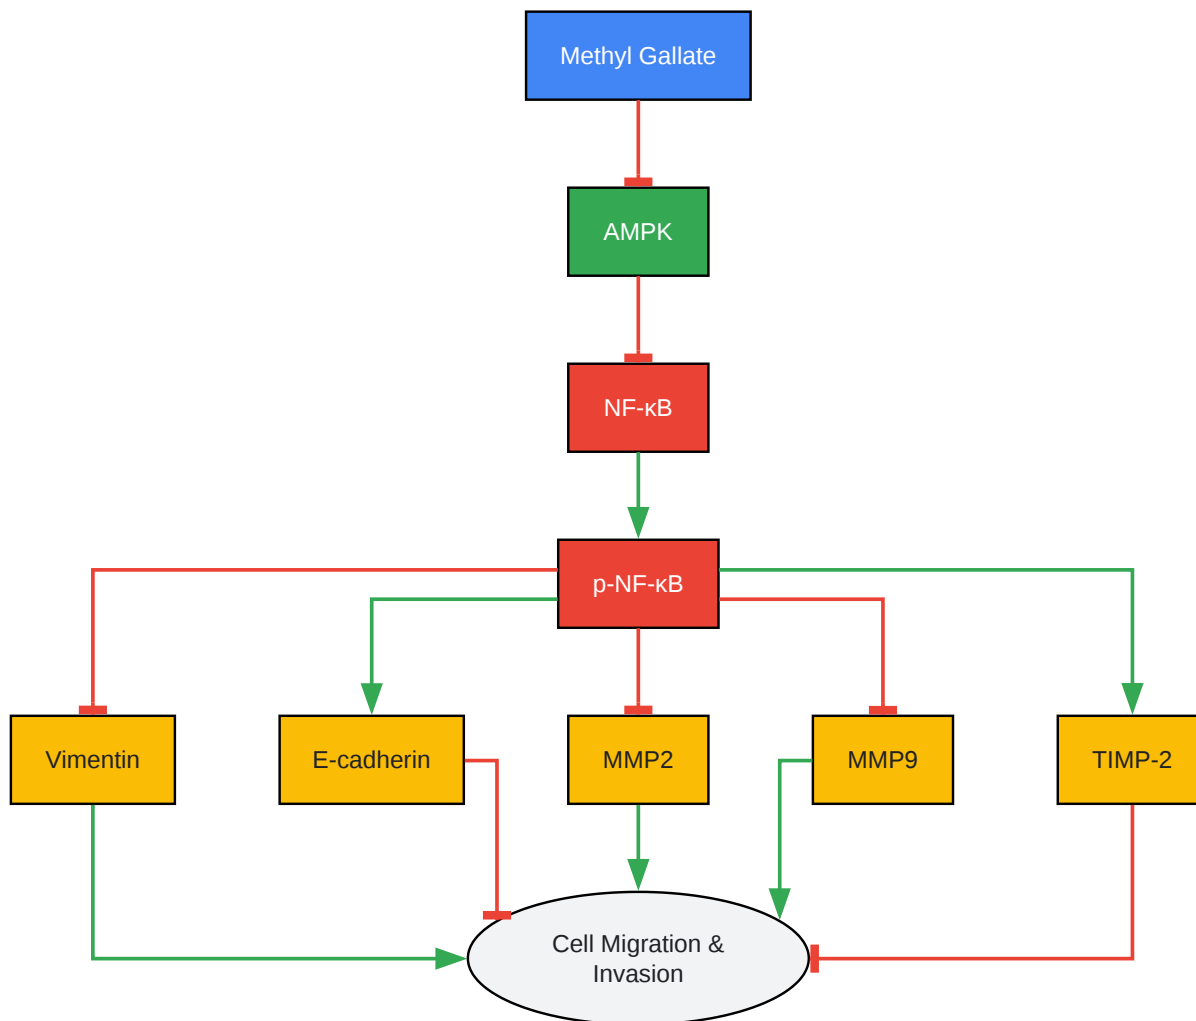 Methyl Gallate
AMPK
NF-κB
p-NF-κB
Vimentin
E-cadherin
MMP2
MMP9
TIMP-2
Cell Migration &
Invasion